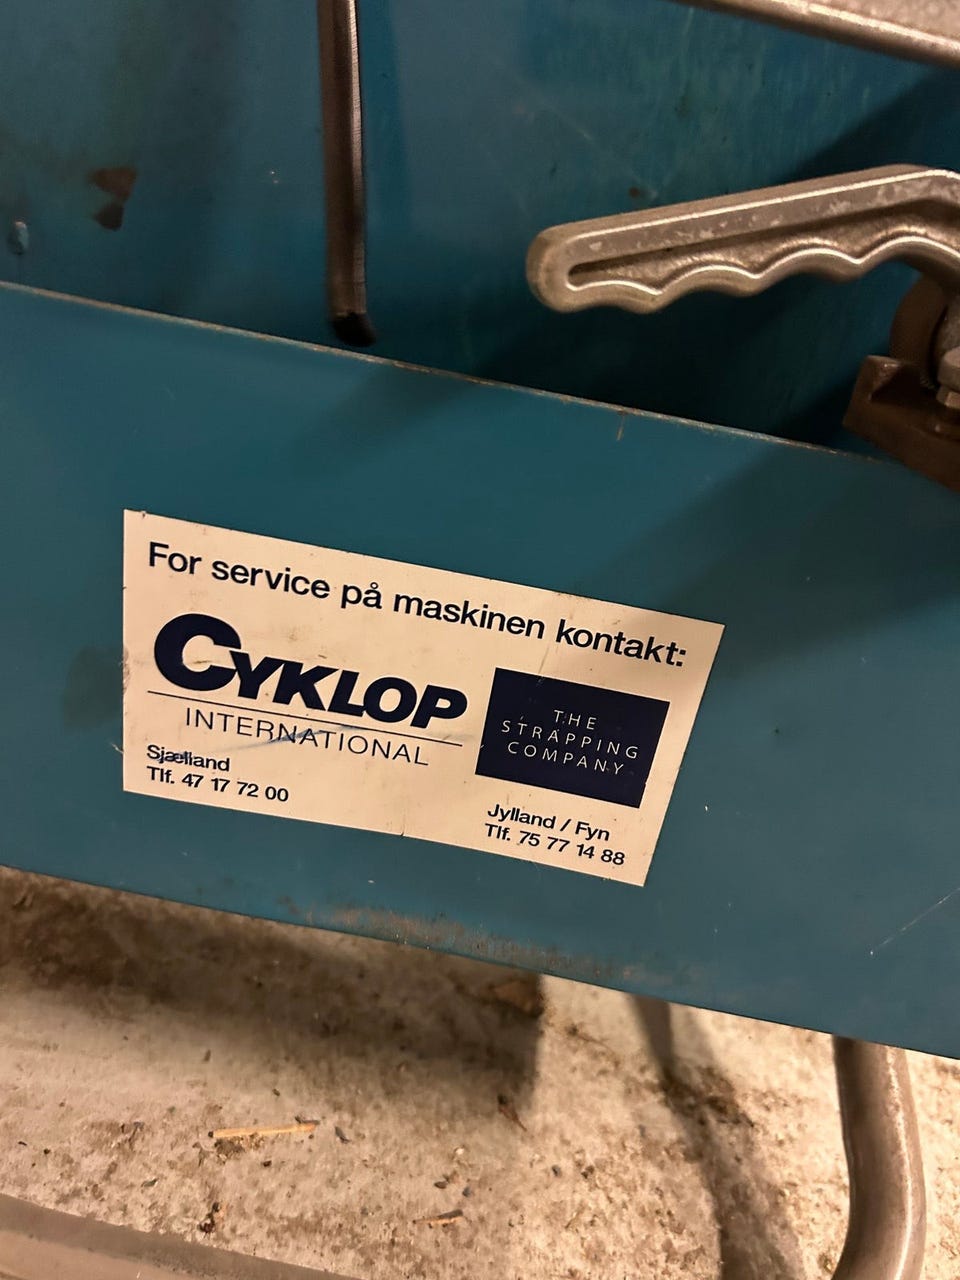 For service på maskinen kontakt:
CYKLOP
INTERNATIONAL
THE
STRAPPING
COMPANY
Sjælland
Tlf. 47 17 72 00
Jylland / Fyn
Tlf. 75 77 14 88